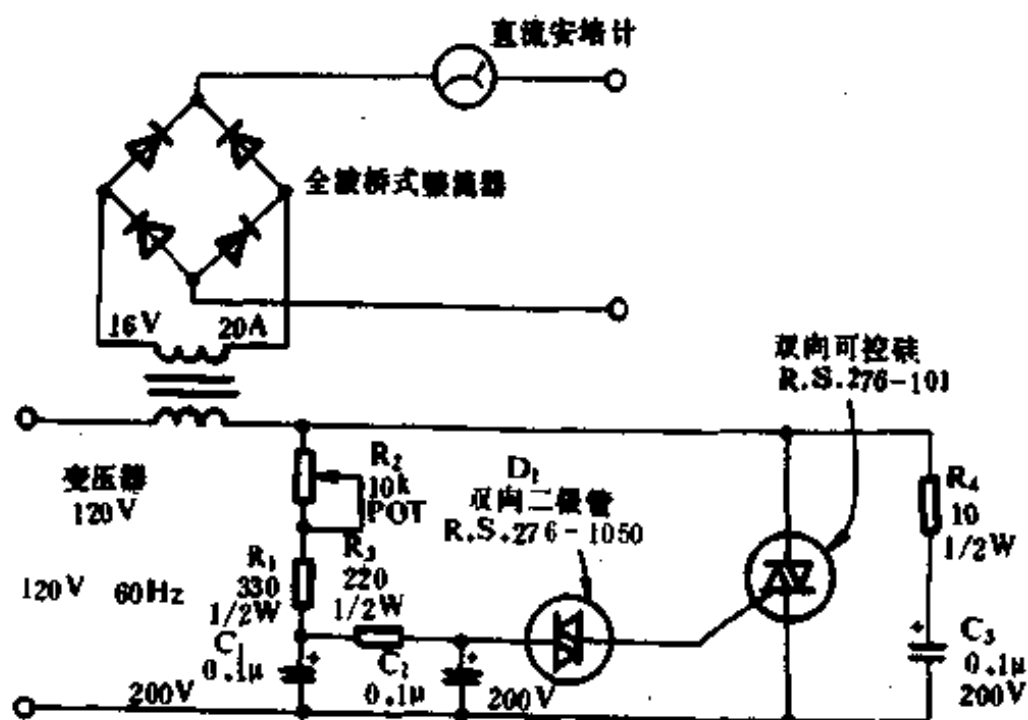 直流安培计
全波桥式整流器
16V
20A
双向可控硅
R.S.276-101
变压器
120V
R₂
10k
POT
D₁
双向二极管
R.S.276-1050
R₄
10
1/2W
120V 60Hz
R₁
330
1/2W
R₃
220
1/2W
C₁
0.1μ
200V
C₂
0.1μ
200V
C₃
0.1μ
200V